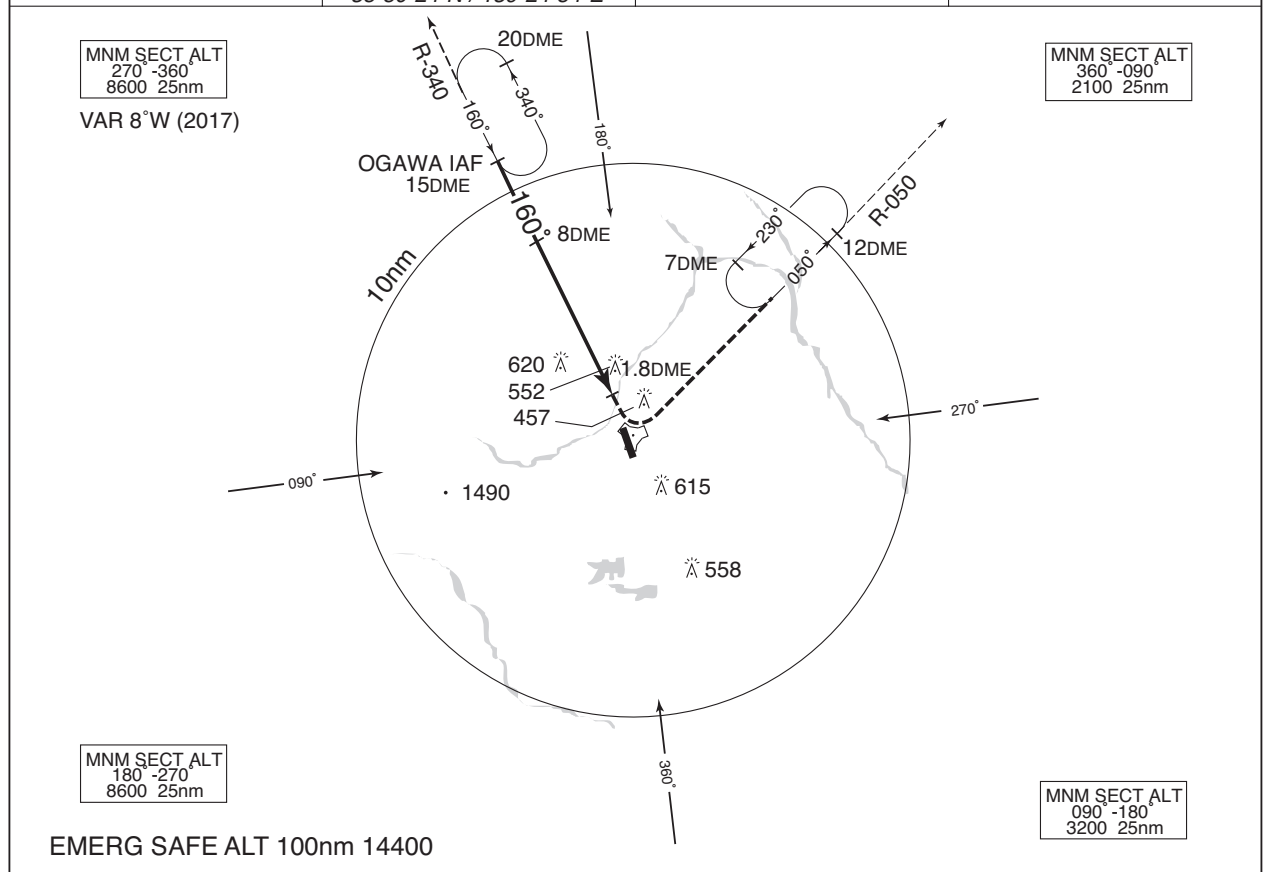 MNM SECT ALT
270°-360°
8600 25nm
VAR 8°W (2017)
MNM SECT ALT
360°-090°
2100 25nm
20DME
R-340
340°
160°
180°
OGAWA IAF
15DME
160°
8DME
10nm
R-050
230°
12DME
7DME
050°
620
1.8DME
552
457
270°
090°
1490
615
558
360°
MNM SECT ALT
180°-270°
8600 25nm
MNM SECT ALT
090°-180°
3200 25nm
EMERG SAFE ALT 100nm 14400